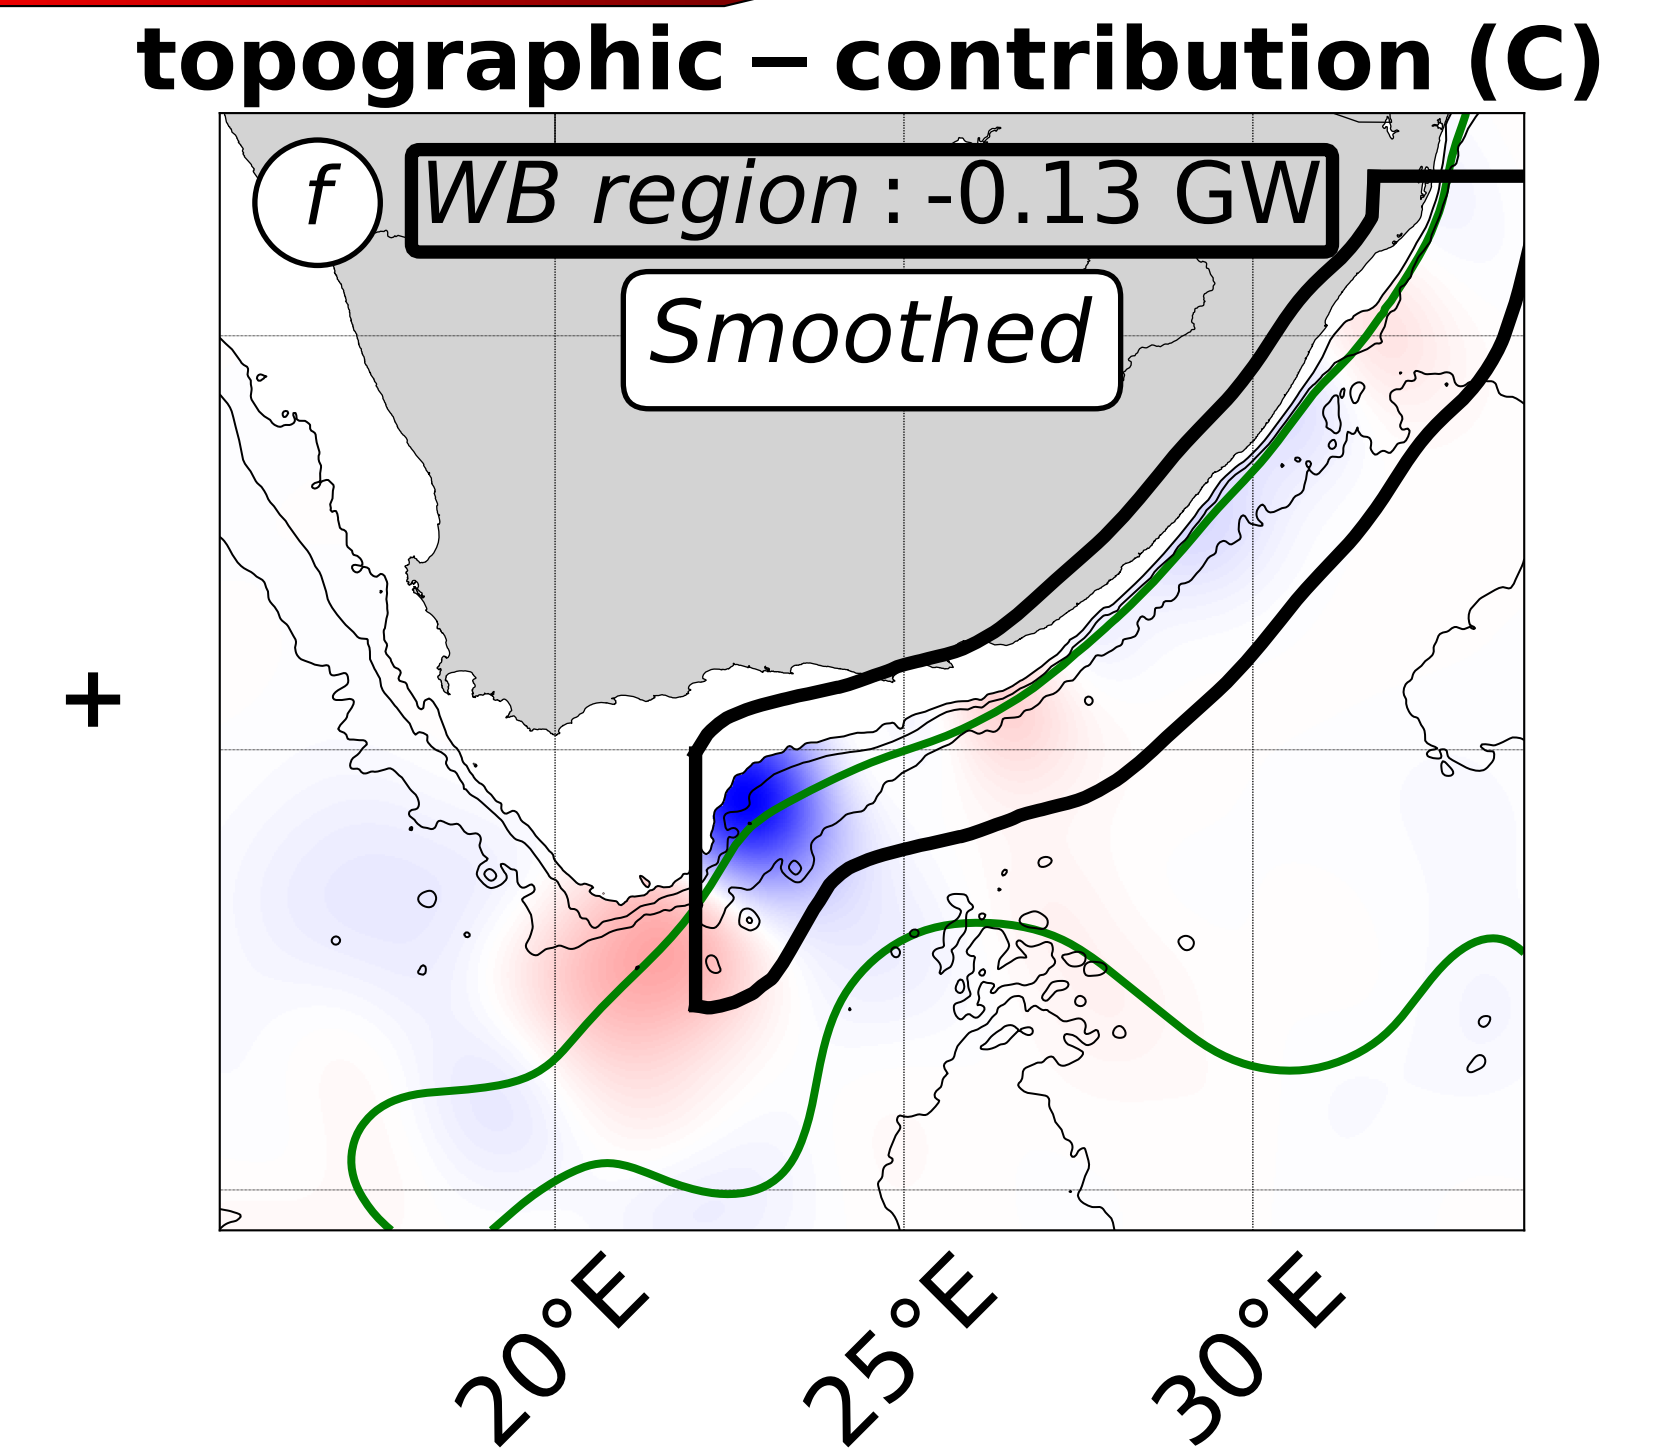 topographic − contribution (C)
f WB region : -0.13 GW
Smoothed
+
20°E 25°E 30°E